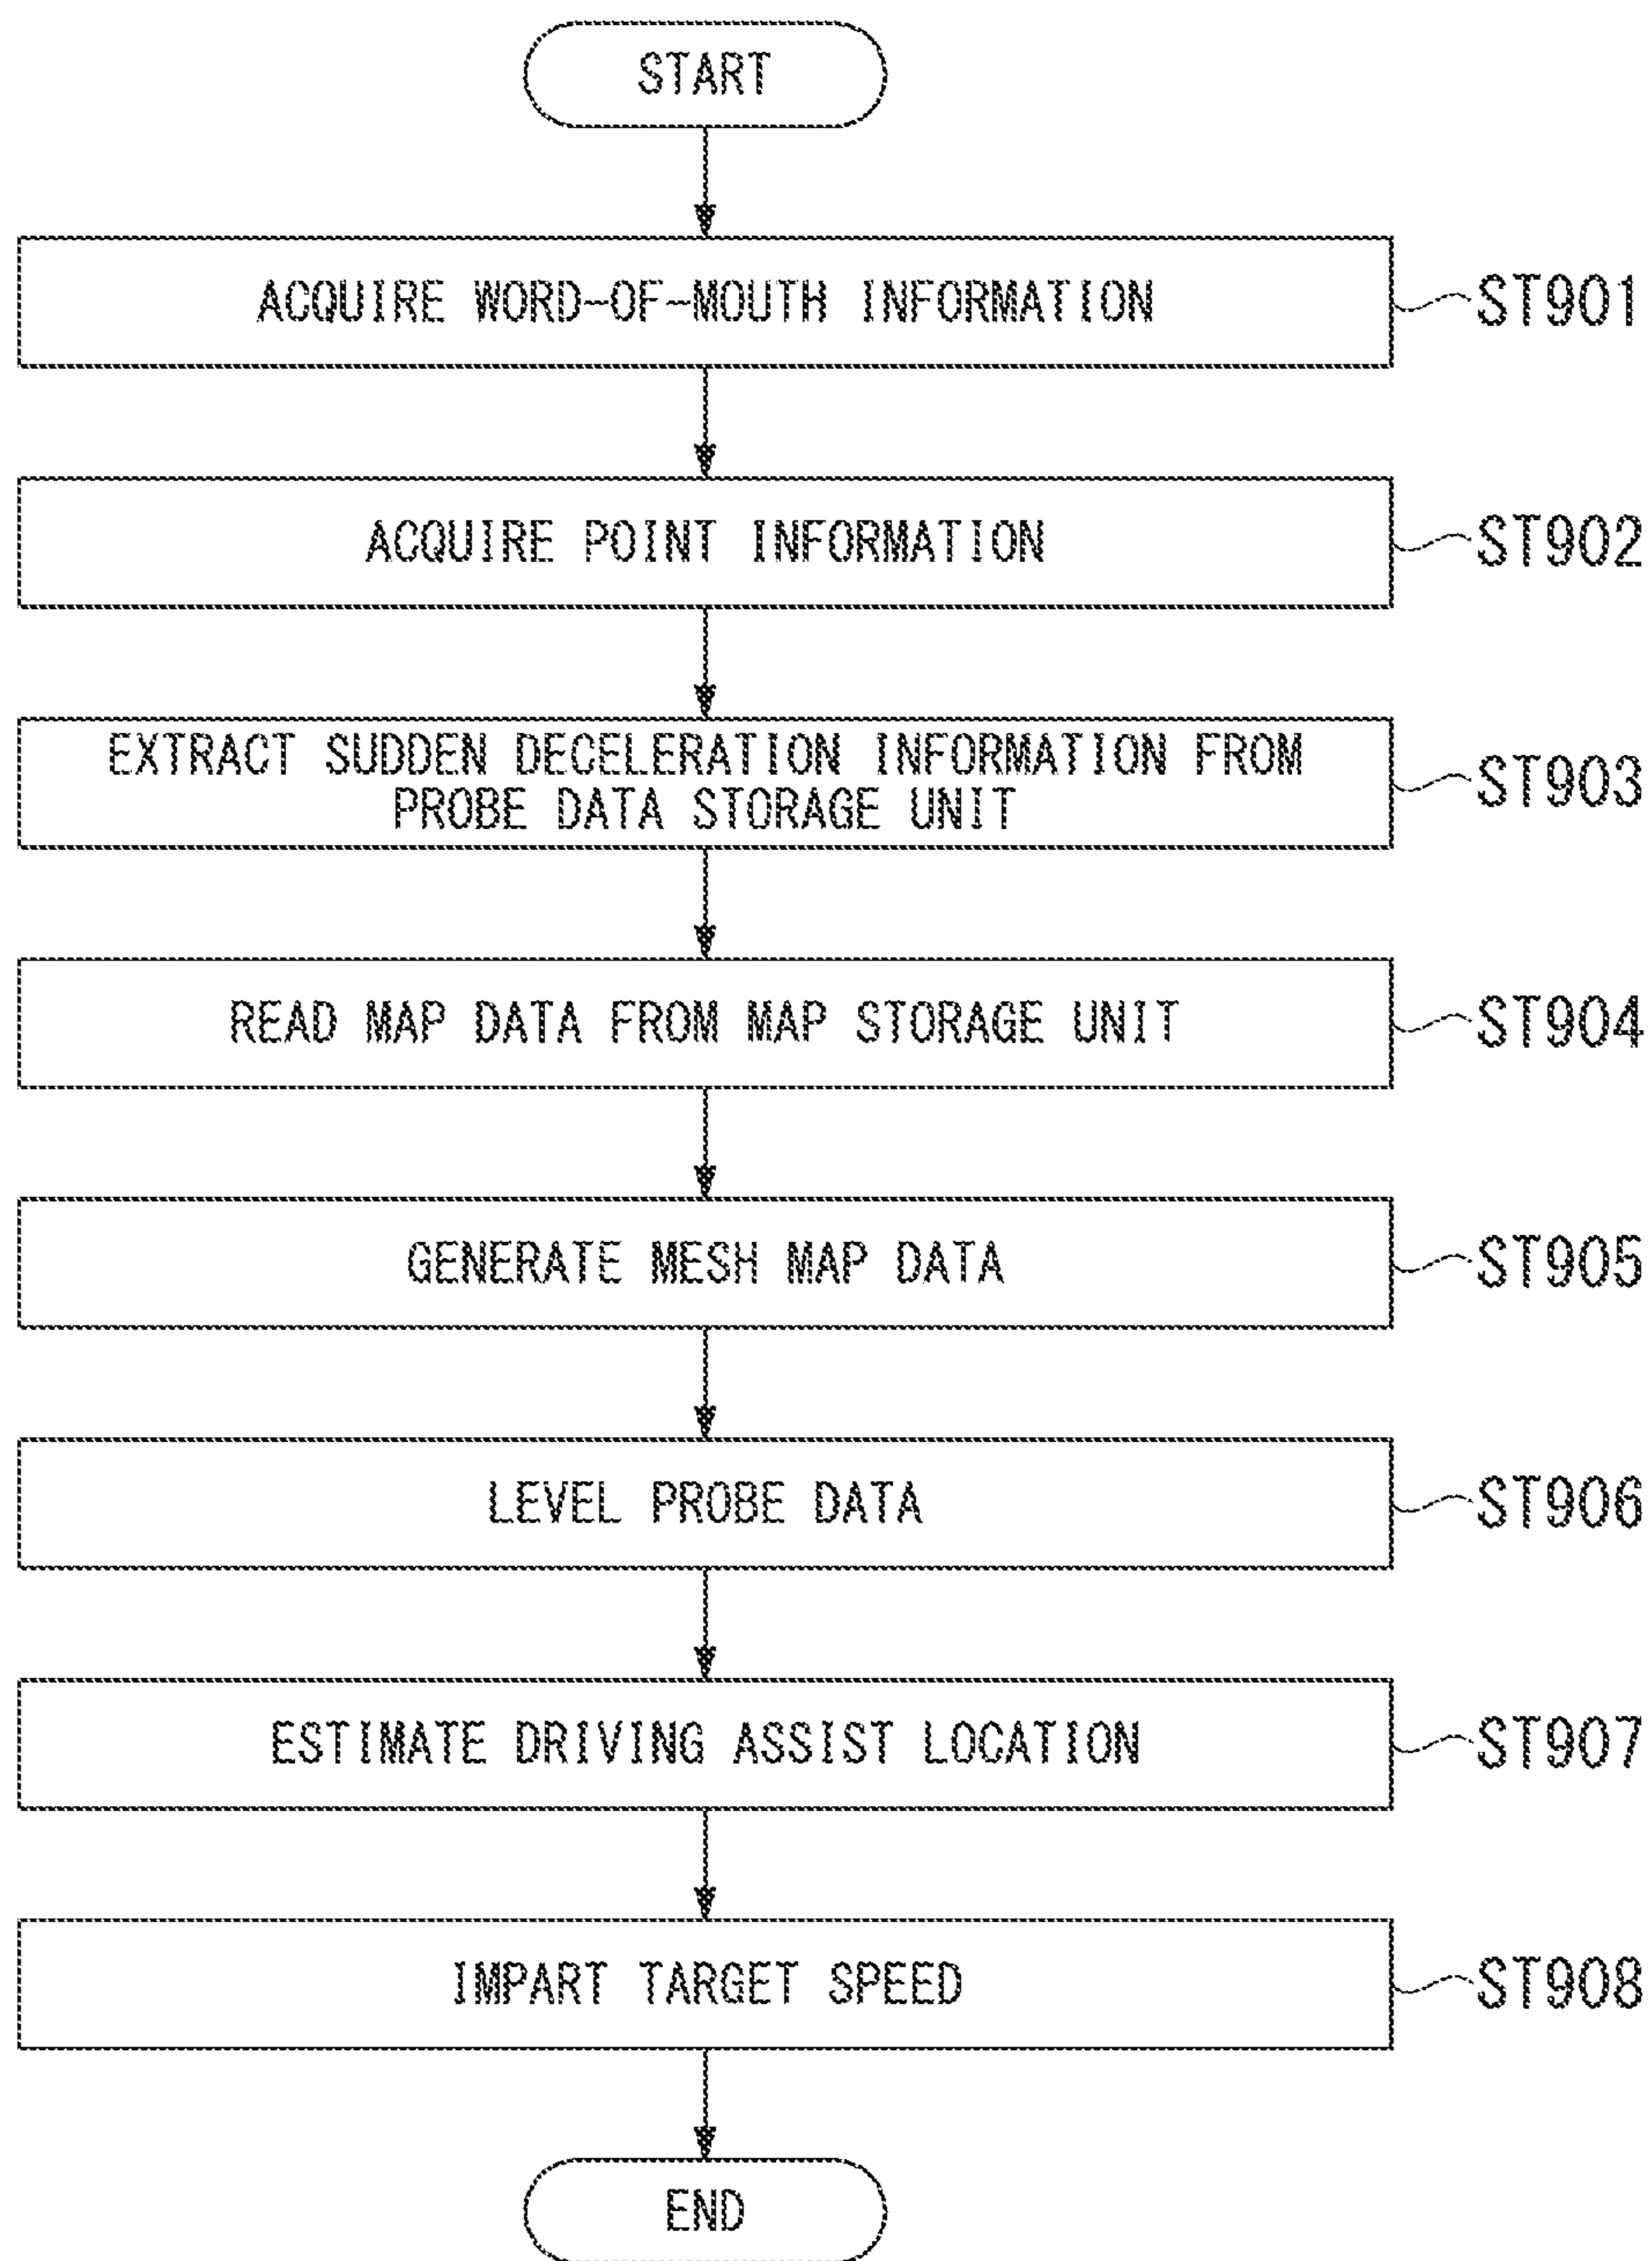 START
ACQUIRE WORD-OF-MOUTH INFORMATION
ST901
ACQUIRE POINT INFORMATION
ST902
EXTRACT SUDDEN DECELERATION INFORMATION FROM
PROBE DATA STORAGE UNIT
ST903
READ MAP DATA FROM MAP STORAGE UNIT
ST904
GENERATE MESH MAP DATA
ST905
LEVEL PROBE DATA
ST906
ESTIMATE DRIVING ASSIST LOCATION
ST907
IMPART TARGET SPEED
ST908
END